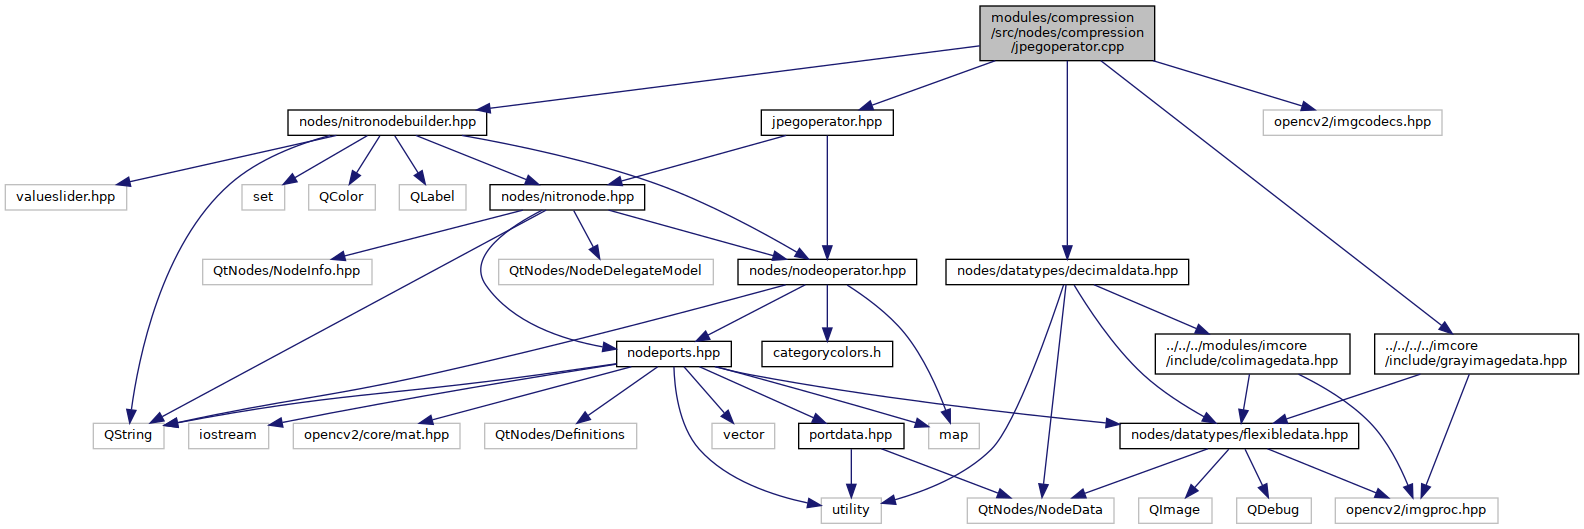 modules/compression
/src/nodes/compression
/jpegoperator.cpp
nodes/nitronodebuilder.hpp
jpegoperator.hpp
opencv2/imgcodecs.hpp
valueslider.hpp
set
QColor
QLabel
nodes/nitronode.hpp
QtNodes/NodeInfo.hpp
QtNodes/NodeDelegateModel
nodes/nodeoperator.hpp
nodes/datatypes/decimaldata.hpp
nodeports.hpp
categorycolors.h
../../../modules/imcore
/include/colimagedata.hpp
../../../../imcore
/include/grayimagedata.hpp
QString
iostream
opencv2/core/mat.hpp
QtNodes/Definitions
vector
portdata.hpp
map
nodes/datatypes/flexibledata.hpp
utility
QtNodes/NodeData
QImage
QDebug
opencv2/imgproc.hpp